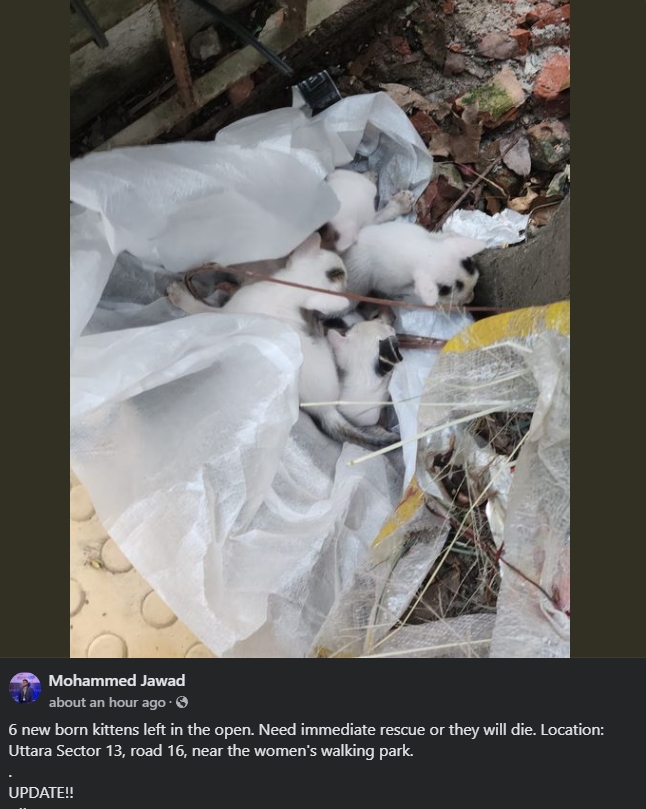 Mohammed Jawad
about an hour ago ·
6 new born kittens left in the open. Need immediate rescue or they will die. Location:
Uttara Sector 13, road 16, near the women's walking park.
.
UPDATE!!